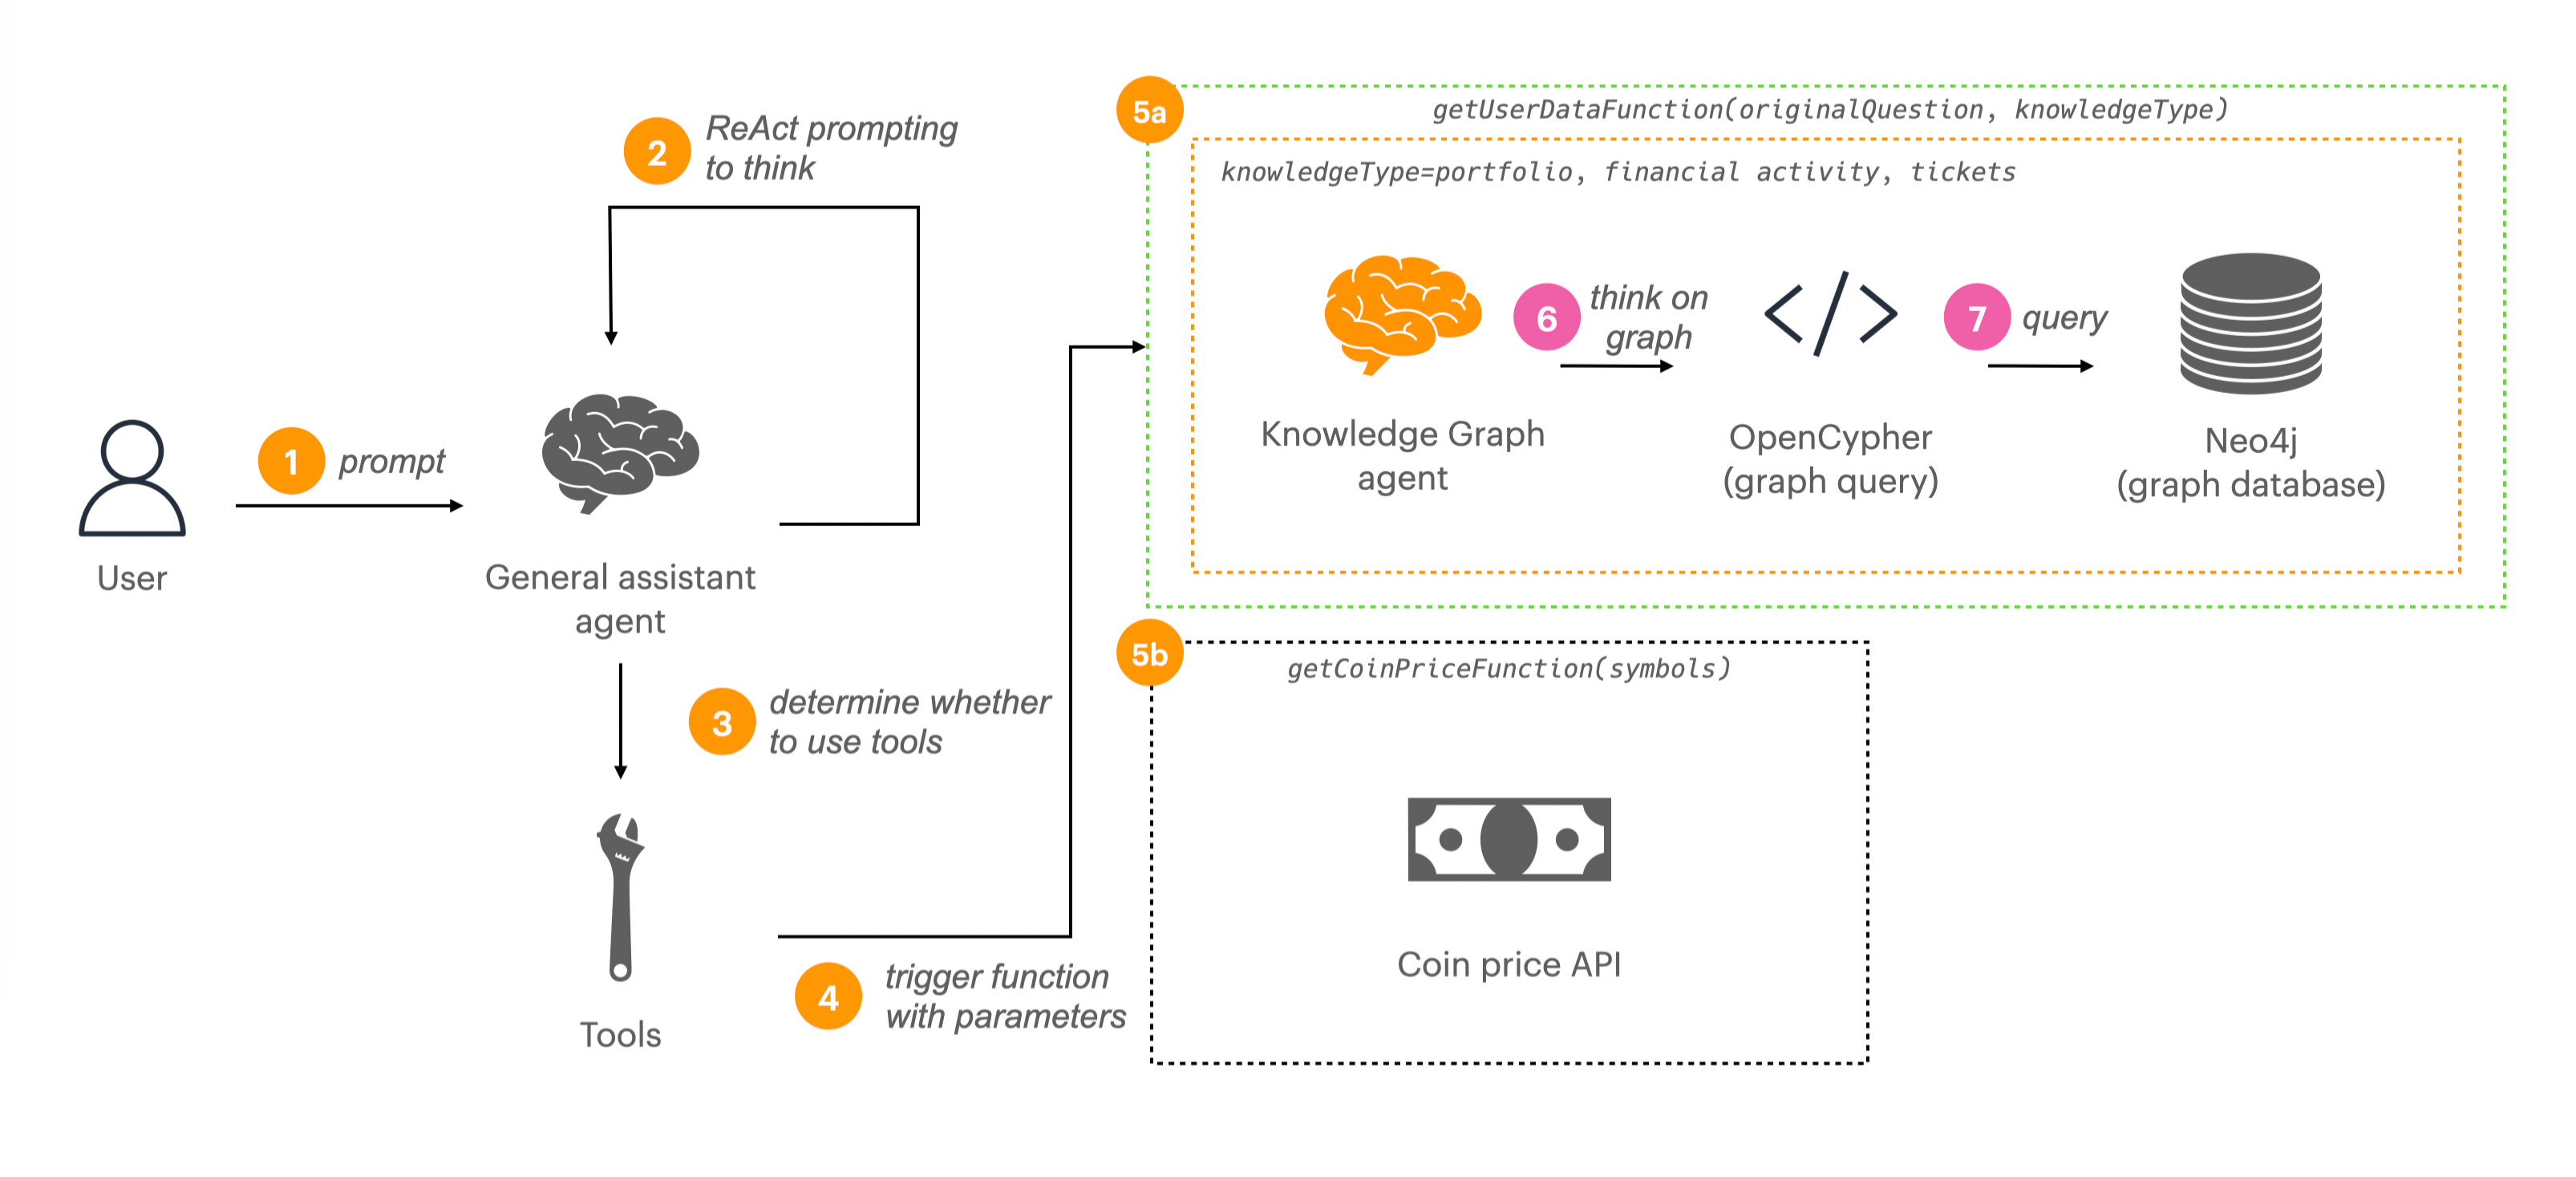 1
prompt
User
2
ReAct prompting
to think
General assistant
agent
3
determine whether
to use tools
Tools
4
trigger function
with parameters
5a
getUserDataFunction(originalQuestion, knowledgeType)
knowledgeType=portfolio, financial activity, tickets
Knowledge Graph
agent
6
think on
graph
OpenCypher
(graph query)
7
query
Neo4j
(graph database)
5b
getCoinPriceFunction(symbols)
Coin price API